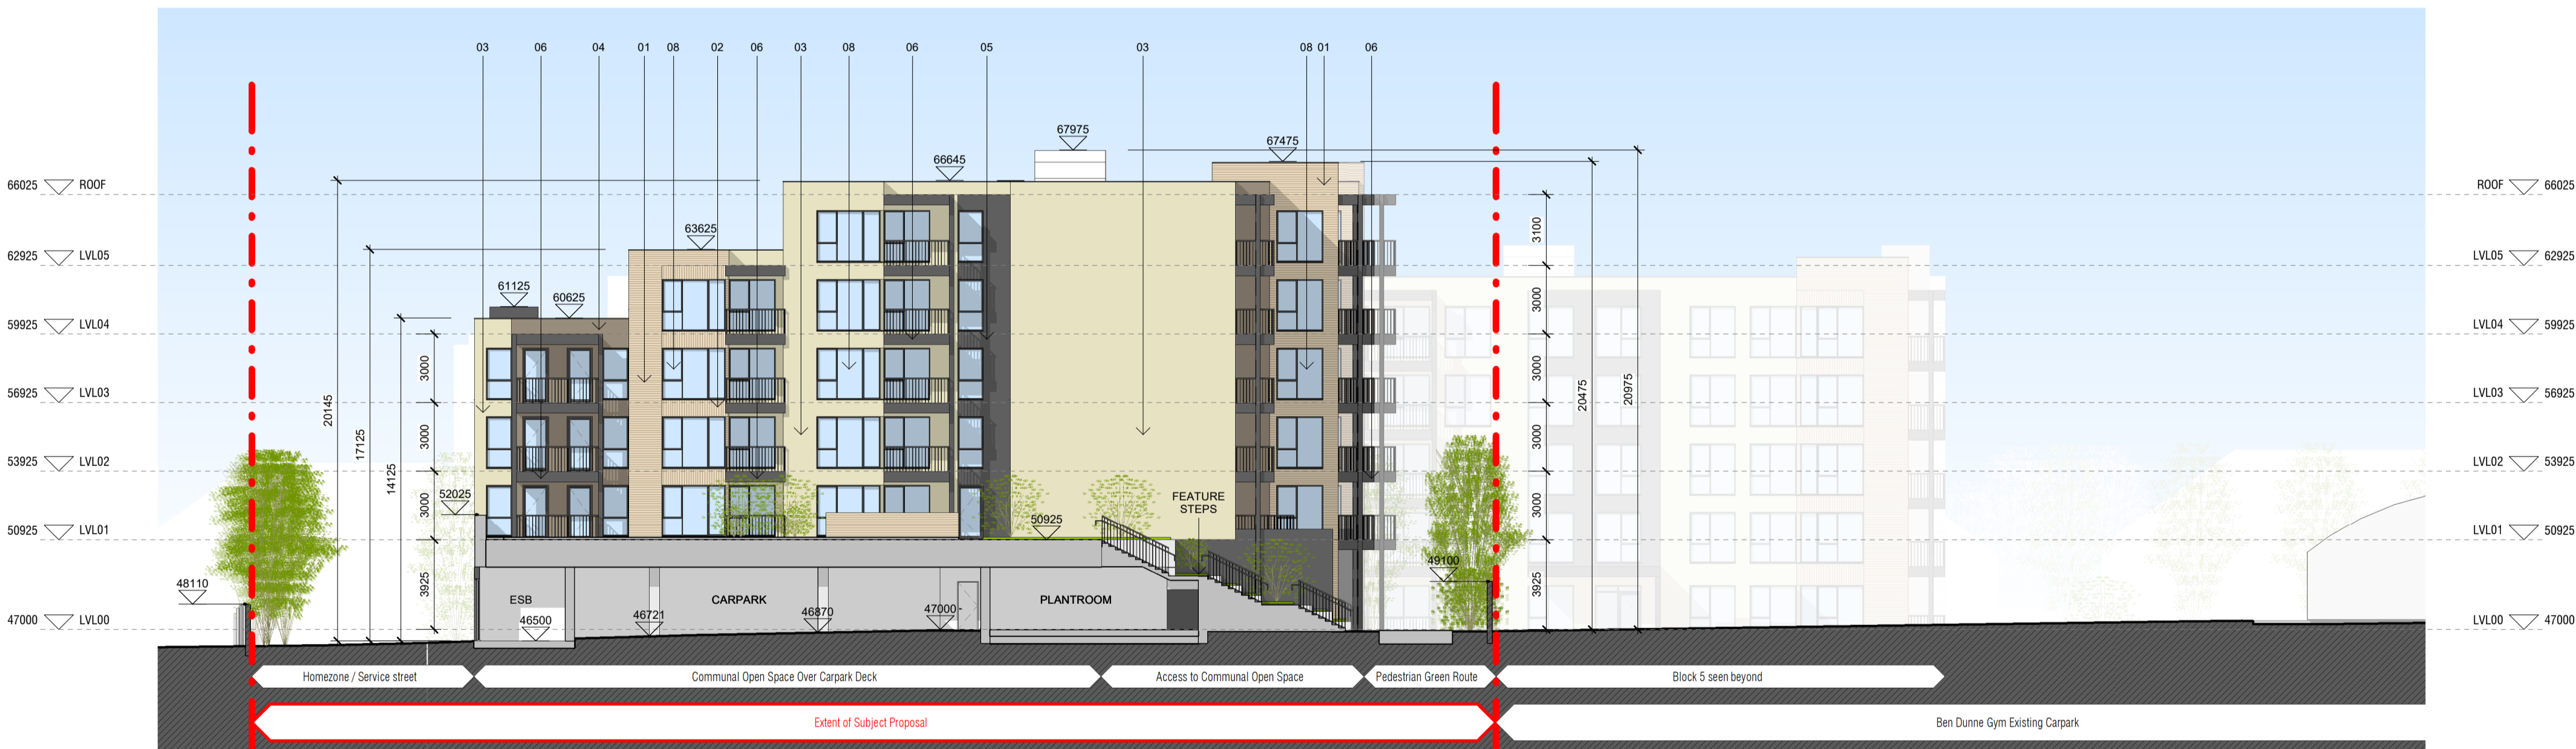 03 06 04 01 08 02 06 03 08 06 05 03 08 01 06
67975
67475
66645
66025 ROOF
ROOF 66025
63625
3100
62925 LVL05
LVL05 62925
61125
60625
3000
59925 LVL04
LVL04 59925
20145
17125
14125
3000
3000
20475
20975
56925 LVL03
LVL03 56925
3000
3000
53925 LVL02
LVL02 53925
52025
3000
FEATURE
STEPS
3000
50925
50925 LVL01
LVL01 50925
48110
3925
49100
3925
ESB
CARPARK
PLANTROOM
46500
46721
46870
47000
47000 LVL00
LVL00 47000
Homezone / Service street
Communal Open Space Over Carpark Deck
Access to Communal Open Space
Pedestrian Green Route
Block 5 seen beyond
Extent of Subject Proposal
Ben Dunne Gym Existing Carpark